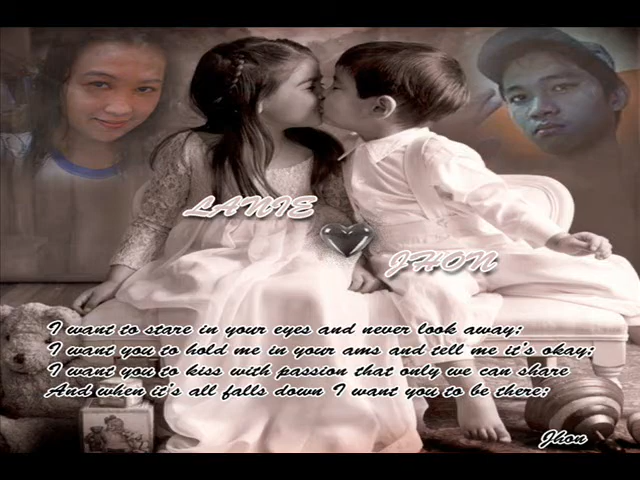 LANIE
JHON
I want to stare in your eyes and never look away;
I want you to hold me in your ams and tell me it's okay;
I want you to kiss with passion that only we can share
And when it's all falls down I want you to be there;
Jhon